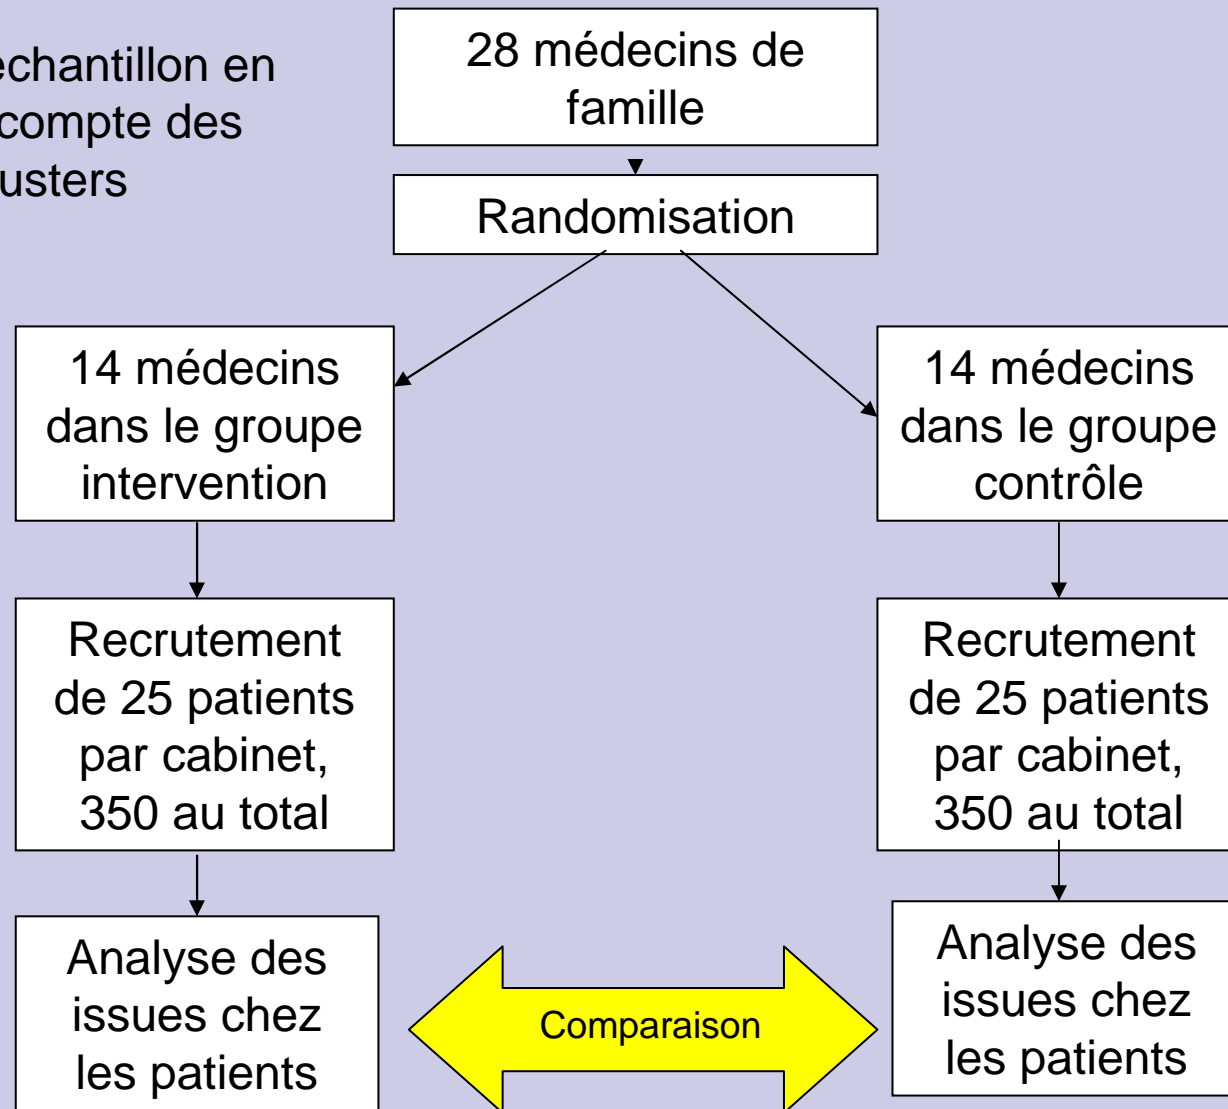 échantillon en
compte des
usters
28 médecins de
famille
Randomisation
14 médecins
dans le groupe
intervention
14 médecins
dans le groupe
contrôle
Recrutement
de 25 patients
par cabinet,
350 au total
Recrutement
de 25 patients
par cabinet,
350 au total
Analyse des
issues chez
les patients
Comparaison
Analyse des
issues chez
les patients